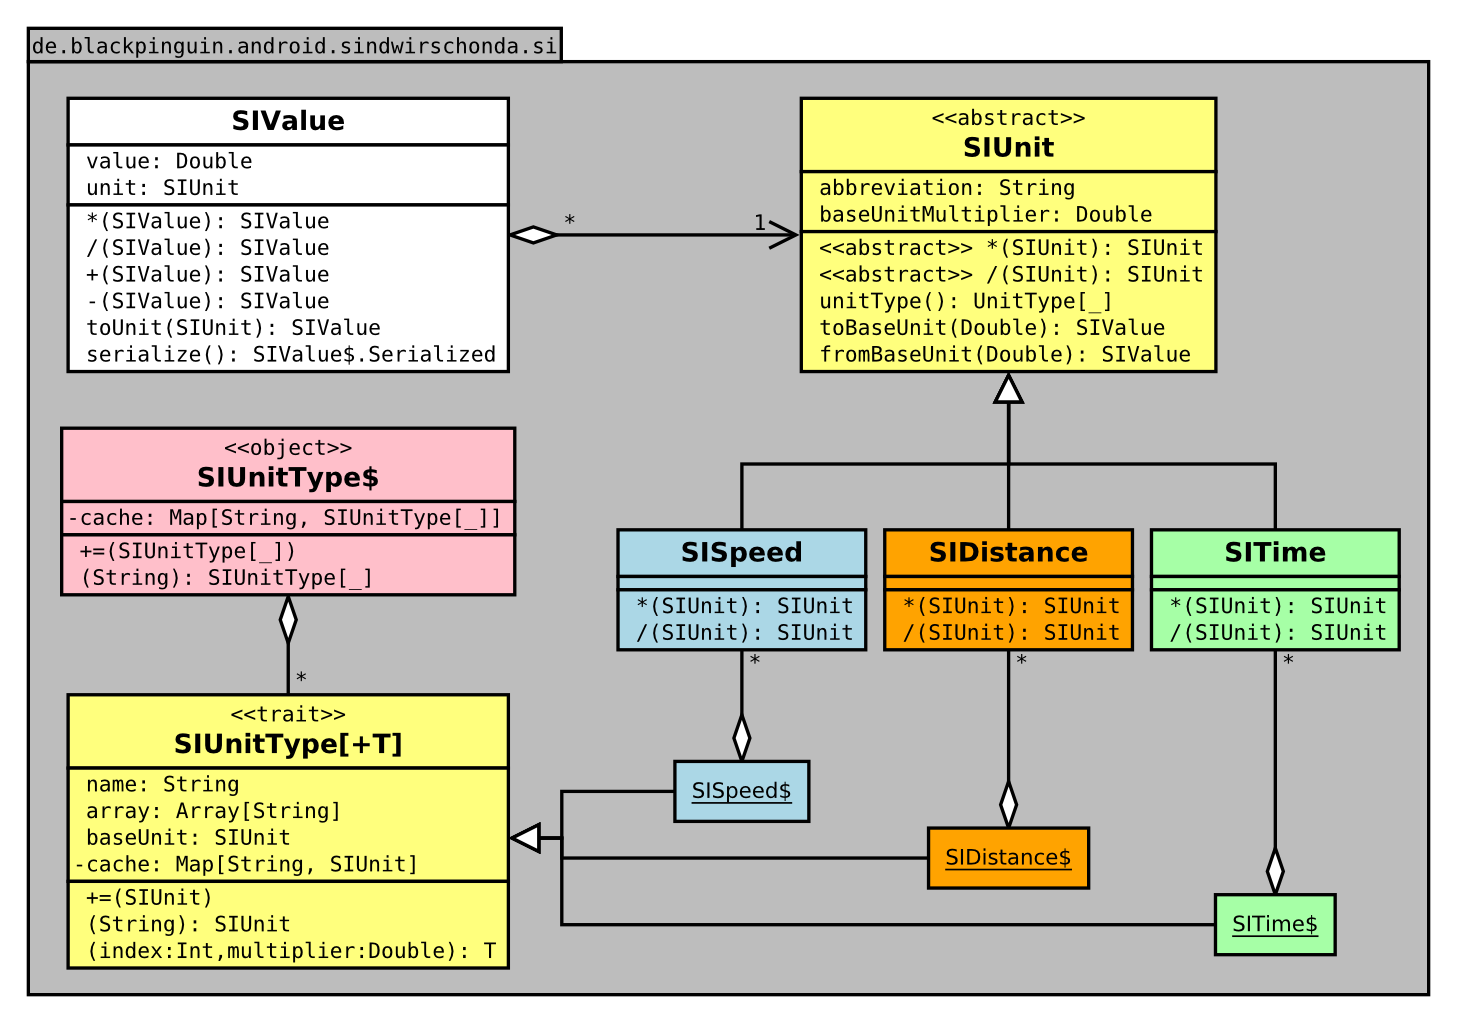 de.blackpinguin.android.sindwirschonda.si
SIValue
value: Double
unit: SIUnit
*(SIValue): SIValue
/(SIValue): SIValue
+(SIValue): SIValue
-(SIValue): SIValue
toUnit(SIUnit): SIValue
serialize(): SIValue$.Serialized
*
1
<<abstract>>
SIUnit
abbreviation: String
baseUnitMultiplier: Double
<<abstract>> *(SIUnit): SIUnit
<<abstract>> /(SIUnit): SIUnit
unitType(): UnitType[_]
toBaseUnit(Double): SIValue
fromBaseUnit(Double): SIValue
<<object>>
SIUnitType$
-cache: Map[String, SIUnitType[_]]
+=(SIUnitType[_])
(String): SIUnitType[_]
*
SISpeed
*(SIUnit): SIUnit
/(SIUnit): SIUnit
*
SIDistance
*(SIUnit): SIUnit
/(SIUnit): SIUnit
*
SITime
*(SIUnit): SIUnit
/(SIUnit): SIUnit
*
<<trait>>
SIUnitType[+T]
name: String
array: Array[String]
baseUnit: SIUnit
-cache: Map[String, SIUnit]
+=(SIUnit)
(String): SIUnit
(index:Int,multiplier:Double): T
SISpeed$
SIDistance$
SITime$